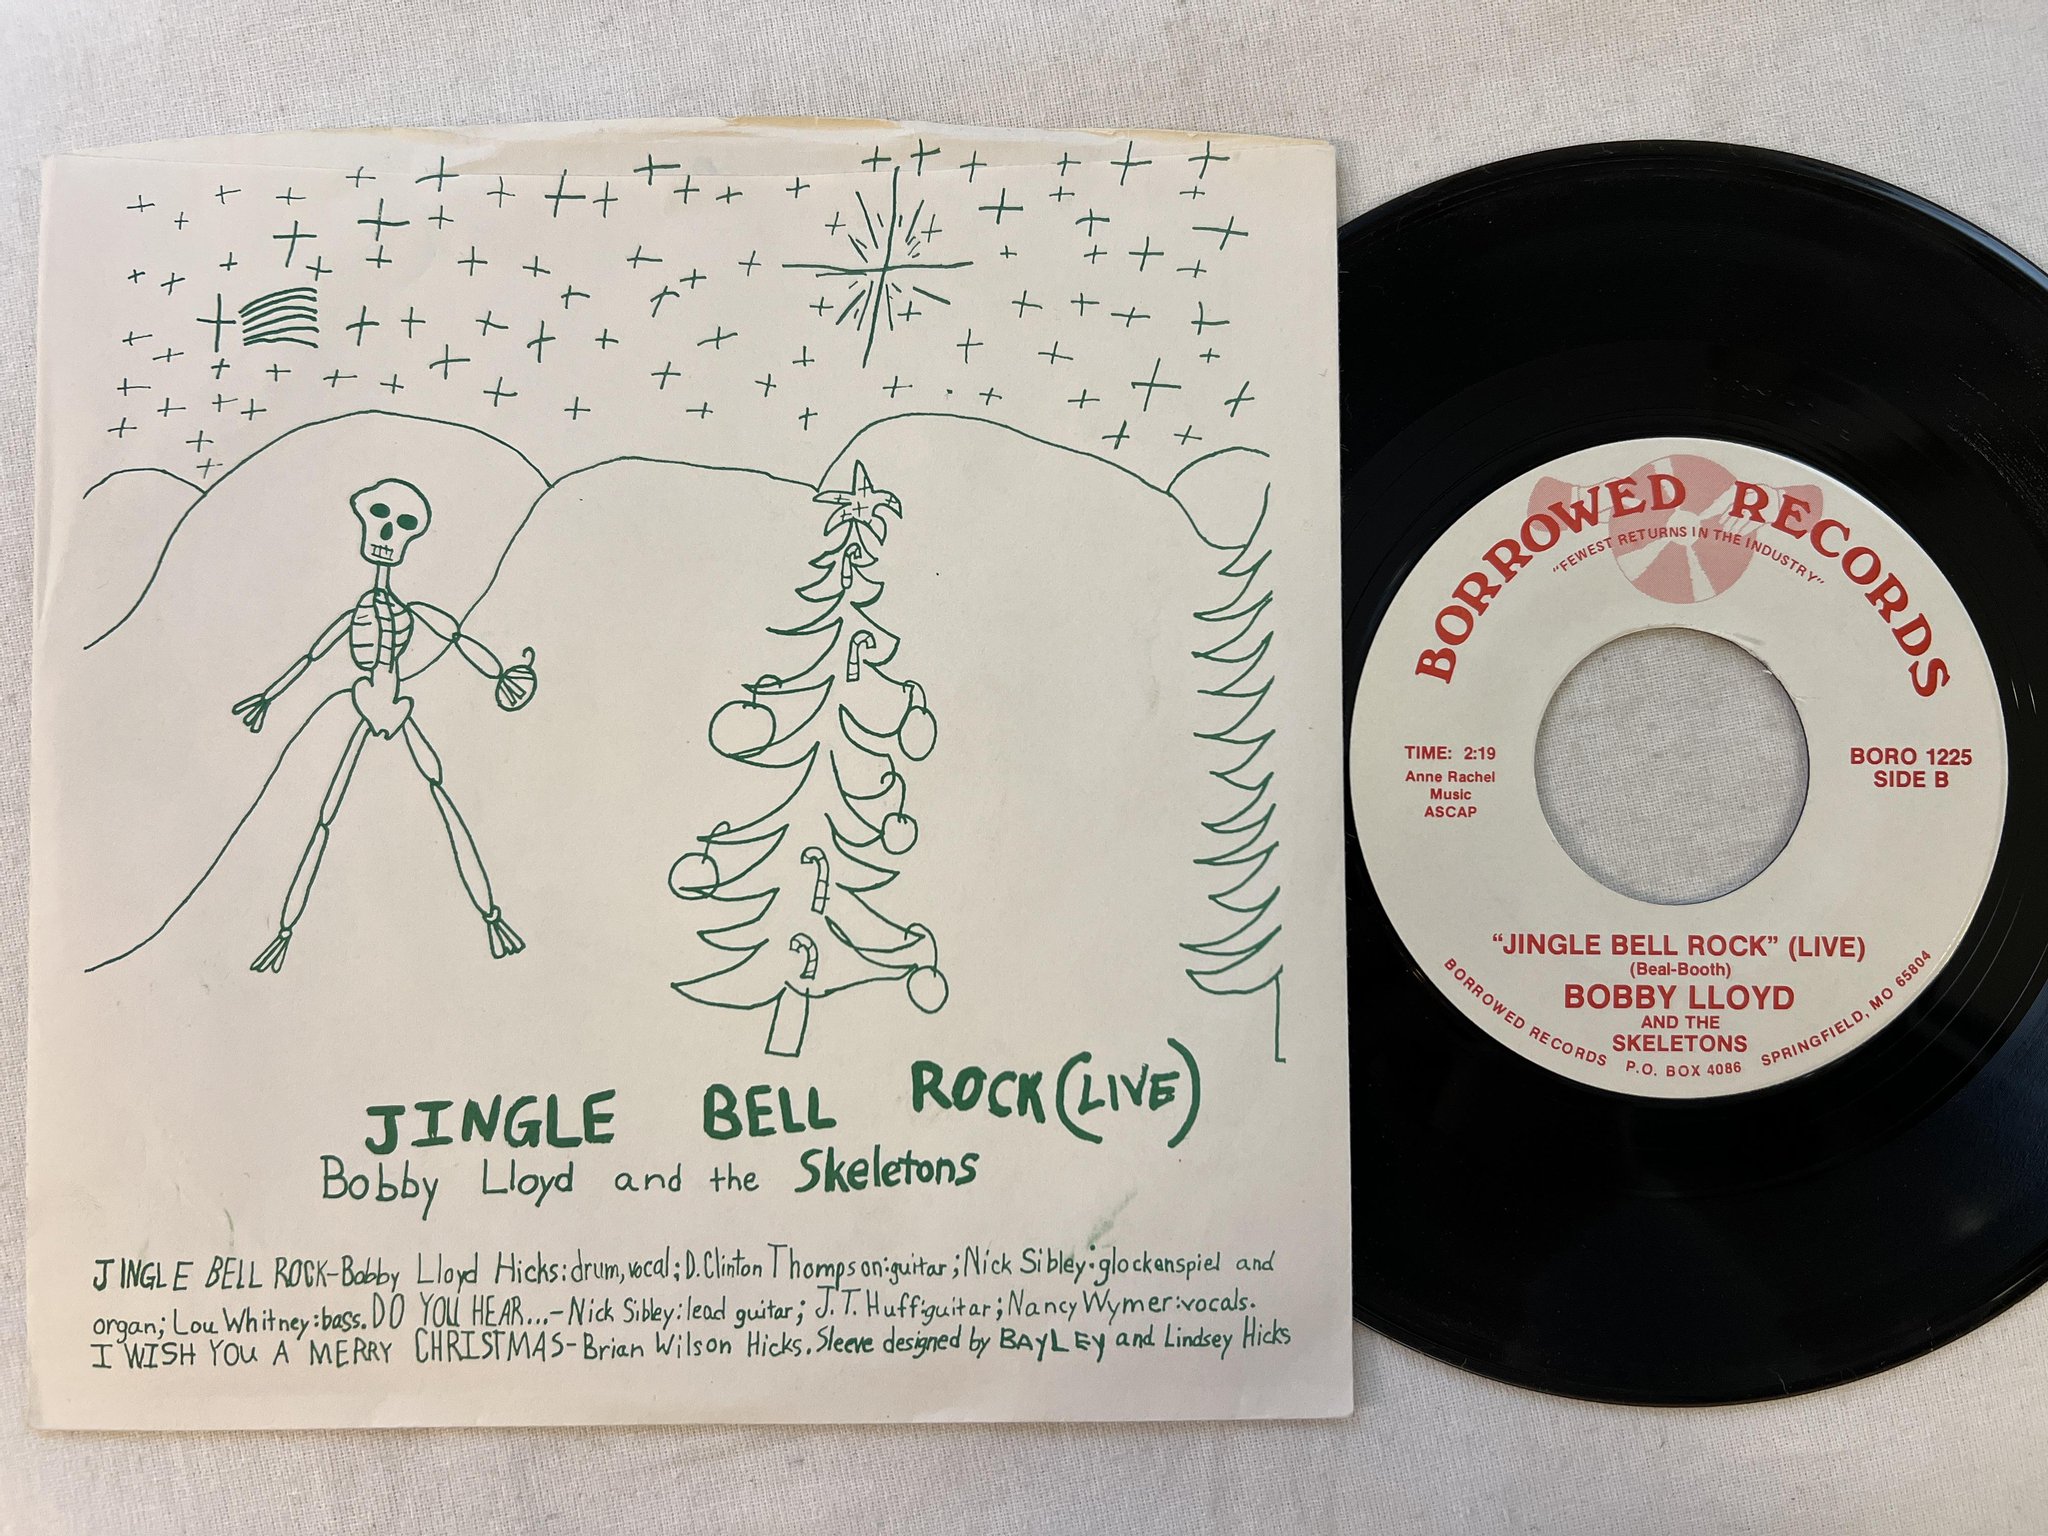 JINGLE BELL ROCK (LIVE)
Bobby Lloyd and the Skeletons
JINGLE BELL ROCK-Bobby Lloyd Hicks:drum, vocal; D.Clinton Thompson:guitar; Nick Sibley:glockenspiel and
organ; Lou Whitney:bass. DO YOU HEAR...-Nick Sibley:lead guitar; J.T. Huff:guitar; Nancy Wymer:vocals.
I WISH YOU A MERRY CHRISTMAS-Brian Wilson Hicks. Sleeve designed by BAYLEY and Lindsey Hicks
BORROWED RECORDS
"FEWEST RETURNS IN THE INDUSTRY"
TIME: 2:19
Anne Rachel
Music
ASCAP
BORO 1225
SIDE B
"JINGLE BELL ROCK" (LIVE)
(Beal-Booth)
BOBBY LLOYD
AND THE
SKELETONS
BORROWED RECORDS P.O. BOX 4086 SPRINGFIELD, MO 65804